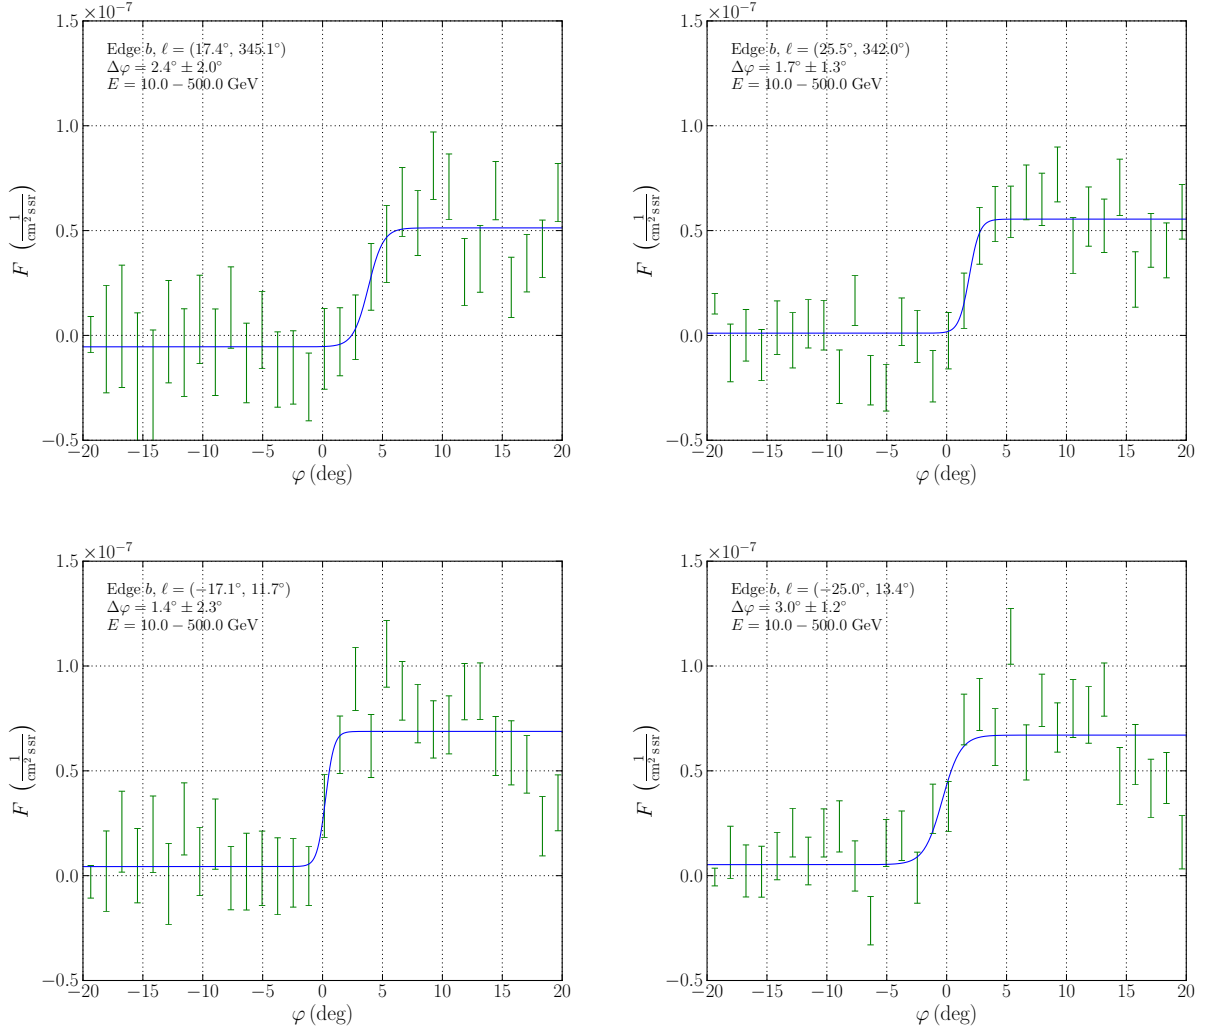 ×10⁻⁷
1.5
1.0
0.5
0.0
−0.5
Edge b, ℓ = (17.4°, 345.1°)
Δφ = 2.4° ± 2.0°
E = 10.0 − 500.0 GeV
F (1/cm² s sr)
−20 −15 −10 −5 0 5 10 15 20
φ (deg)
×10⁻⁷
1.5
1.0
0.5
0.0
−0.5
Edge b, ℓ = (25.5°, 342.0°)
Δφ = 1.7° ± 1.3°
E = 10.0 − 500.0 GeV
F (1/cm² s sr)
−20 −15 −10 −5 0 5 10 15 20
φ (deg)
×10⁻⁷
1.5
1.0
0.5
0.0
−0.5
Edge b, ℓ = (−17.1°, 11.7°)
Δφ = 1.4° ± 2.3°
E = 10.0 − 500.0 GeV
F (1/cm² s sr)
−20 −15 −10 −5 0 5 10 15 20
φ (deg)
×10⁻⁷
1.5
1.0
0.5
0.0
−0.5
Edge b, ℓ = (−25.0°, 13.4°)
Δφ = 3.0° ± 1.2°
E = 10.0 − 500.0 GeV
F (1/cm² s sr)
−20 −15 −10 −5 0 5 10 15 20
φ (deg)